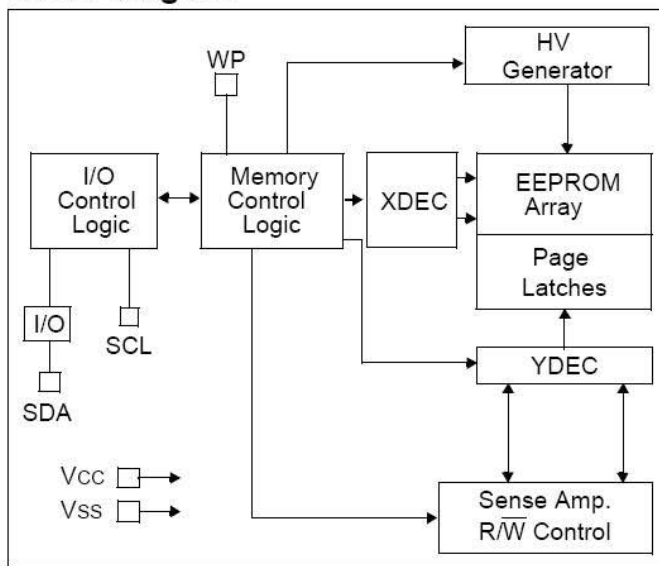 WP
HV
Generator
I/O
Control
Logic
Memory
Control
Logic
XDEC
EEPROM
Array
Page
Latches
I/O
SCL
SDA
YDEC
Vcc
Vss
Sense Amp.
R/W̅ Control